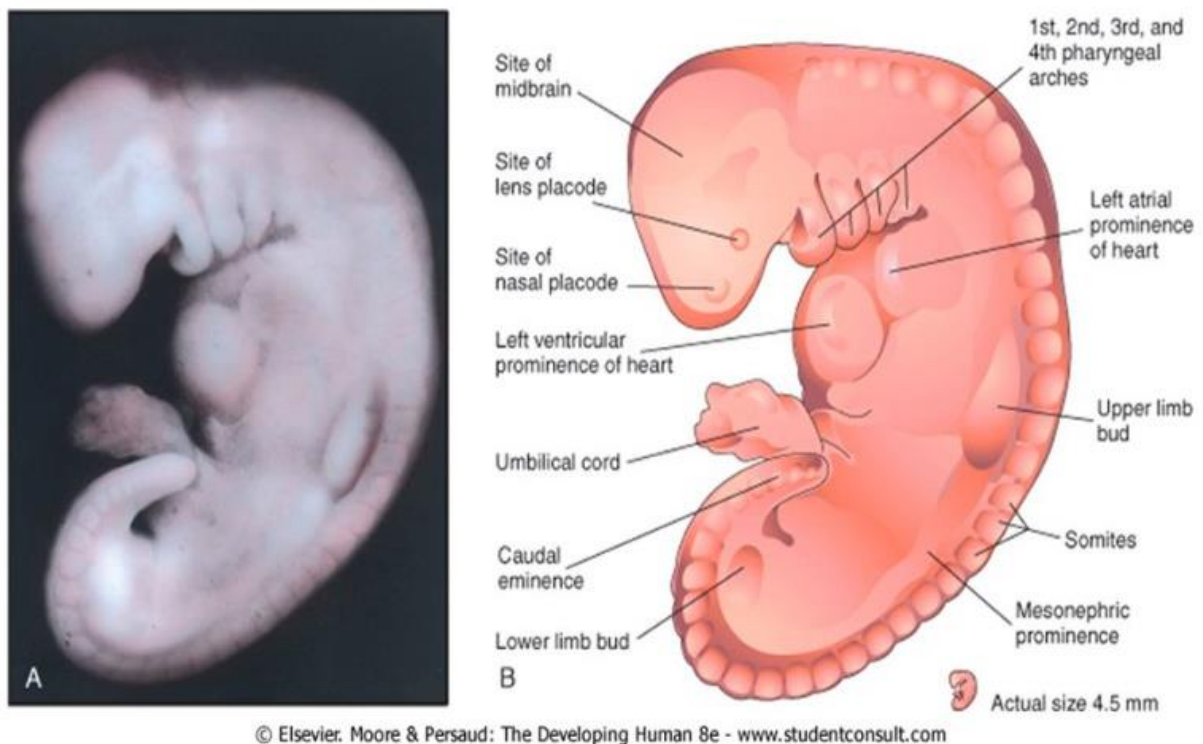 Site of
midbrain
Site of
lens placode
Site of
nasal placode
Left ventricular
prominence of heart
Umbilical cord
Caudal
eminence
Lower limb bud
1st, 2nd, 3rd, and
4th pharyngeal
arches
Left atrial
prominence
of heart
Upper limb
bud
Somites
Mesonephric
prominence
Actual size 4.5 mm
A
B
© Elsevier. Moore & Persaud: The Developing Human 8e - www.studentconsult.com